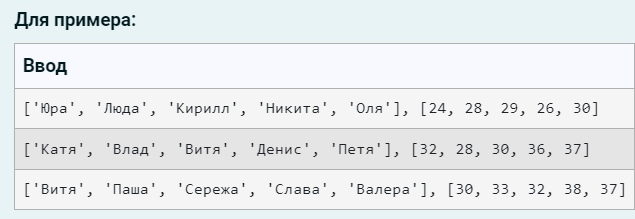 Для примера:
Ввод
['Юра', 'Люда', 'Кирилл', 'Никита', 'Оля'], [24, 28, 29, 26, 30]
['Катя', 'Влад', 'Витя', 'Денис', 'Петя'], [32, 28, 30, 36, 37]
['Витя', 'Паша', 'Сережа', 'Слава', 'Валера'], [30, 33, 32, 38, 37]